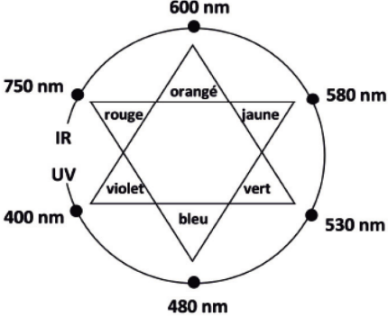 600 nm
750 nm
orangé
580 nm
rouge
jaune
IR
UV
violet
vert
400 nm
bleu
530 nm
480 nm